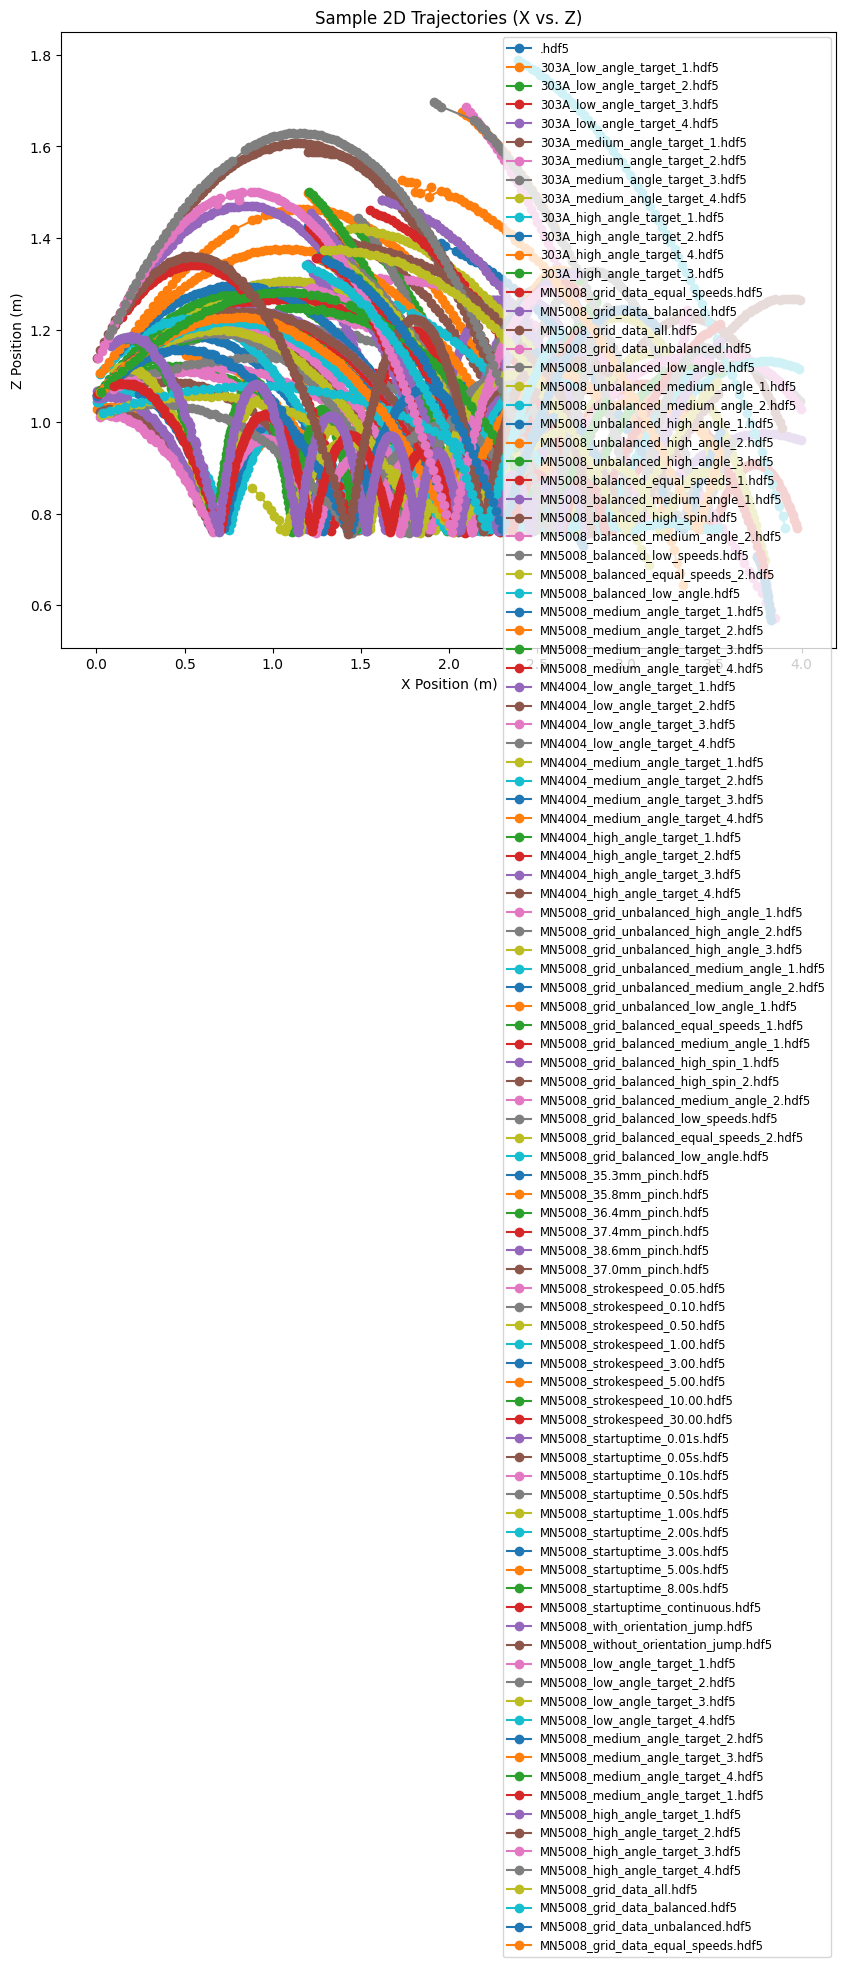 Sample 2D Trajectories (X vs. Z)
Z Position (m)
1.8
1.6
1.4
1.2
1.0
0.8
0.6
0.0
0.5
1.0
1.5
2.0
2.5
3.0
3.5
4.0
X Position (m)
.hdf5
303A_low_angle_target_1.hdf5
303A_low_angle_target_2.hdf5
303A_low_angle_target_3.hdf5
303A_low_angle_target_4.hdf5
303A_medium_angle_target_1.hdf5
303A_medium_angle_target_2.hdf5
303A_medium_angle_target_3.hdf5
303A_medium_angle_target_4.hdf5
303A_high_angle_target_1.hdf5
303A_high_angle_target_2.hdf5
303A_high_angle_target_4.hdf5
303A_high_angle_target_3.hdf5
MN5008_grid_data_equal_speeds.hdf5
MN5008_grid_data_balanced.hdf5
MN5008_grid_data_all.hdf5
MN5008_grid_data_unbalanced.hdf5
MN5008_unbalanced_low_angle.hdf5
MN5008_unbalanced_medium_angle_1.hdf5
MN5008_unbalanced_medium_angle_2.hdf5
MN5008_unbalanced_high_angle_1.hdf5
MN5008_unbalanced_high_angle_2.hdf5
MN5008_unbalanced_high_angle_3.hdf5
MN5008_balanced_equal_speeds_1.hdf5
MN5008_balanced_medium_angle_1.hdf5
MN5008_balanced_high_spin.hdf5
MN5008_balanced_medium_angle_2.hdf5
MN5008_balanced_low_speeds.hdf5
MN5008_balanced_equal_speeds_2.hdf5
MN5008_balanced_low_angle.hdf5
MN5008_medium_angle_target_1.hdf5
MN5008_medium_angle_target_2.hdf5
MN5008_medium_angle_target_3.hdf5
MN5008_medium_angle_target_4.hdf5
MN4004_low_angle_target_1.hdf5
MN4004_low_angle_target_2.hdf5
MN4004_low_angle_target_3.hdf5
MN4004_low_angle_target_4.hdf5
MN4004_medium_angle_target_1.hdf5
MN4004_medium_angle_target_2.hdf5
MN4004_medium_angle_target_3.hdf5
MN4004_medium_angle_target_4.hdf5
MN4004_high_angle_target_1.hdf5
MN4004_high_angle_target_2.hdf5
MN4004_high_angle_target_3.hdf5
MN4004_high_angle_target_4.hdf5
MN5008_grid_unbalanced_high_angle_1.hdf5
MN5008_grid_unbalanced_high_angle_2.hdf5
MN5008_grid_unbalanced_high_angle_3.hdf5
MN5008_grid_unbalanced_medium_angle_1.hdf5
MN5008_grid_unbalanced_medium_angle_2.hdf5
MN5008_grid_unbalanced_low_angle_1.hdf5
MN5008_grid_balanced_equal_speeds_1.hdf5
MN5008_grid_balanced_medium_angle_1.hdf5
MN5008_grid_balanced_high_spin_1.hdf5
MN5008_grid_balanced_high_spin_2.hdf5
MN5008_grid_balanced_medium_angle_2.hdf5
MN5008_grid_balanced_low_speeds.hdf5
MN5008_grid_balanced_equal_speeds_2.hdf5
MN5008_grid_balanced_low_angle.hdf5
MN5008_35.3mm_pinch.hdf5
MN5008_35.8mm_pinch.hdf5
MN5008_36.4mm_pinch.hdf5
MN5008_37.4mm_pinch.hdf5
MN5008_38.6mm_pinch.hdf5
MN5008_37.0mm_pinch.hdf5
MN5008_strokespeed_0.05.hdf5
MN5008_strokespeed_0.10.hdf5
MN5008_strokespeed_0.50.hdf5
MN5008_strokespeed_1.00.hdf5
MN5008_strokespeed_3.00.hdf5
MN5008_strokespeed_5.00.hdf5
MN5008_strokespeed_10.00.hdf5
MN5008_strokespeed_30.00.hdf5
MN5008_startuptime_0.01s.hdf5
MN5008_startuptime_0.05s.hdf5
MN5008_startuptime_0.10s.hdf5
MN5008_startuptime_0.50s.hdf5
MN5008_startuptime_1.00s.hdf5
MN5008_startuptime_2.00s.hdf5
MN5008_startuptime_3.00s.hdf5
MN5008_startuptime_5.00s.hdf5
MN5008_startuptime_8.00s.hdf5
MN5008_startuptime_continuous.hdf5
MN5008_with_orientation_jump.hdf5
MN5008_without_orientation_jump.hdf5
MN5008_low_angle_target_1.hdf5
MN5008_low_angle_target_2.hdf5
MN5008_low_angle_target_3.hdf5
MN5008_low_angle_target_4.hdf5
MN5008_medium_angle_target_2.hdf5
MN5008_medium_angle_target_3.hdf5
MN5008_medium_angle_target_4.hdf5
MN5008_medium_angle_target_1.hdf5
MN5008_high_angle_target_1.hdf5
MN5008_high_angle_target_2.hdf5
MN5008_high_angle_target_3.hdf5
MN5008_high_angle_target_4.hdf5
MN5008_grid_data_all.hdf5
MN5008_grid_data_balanced.hdf5
MN5008_grid_data_unbalanced.hdf5
MN5008_grid_data_equal_speeds.hdf5